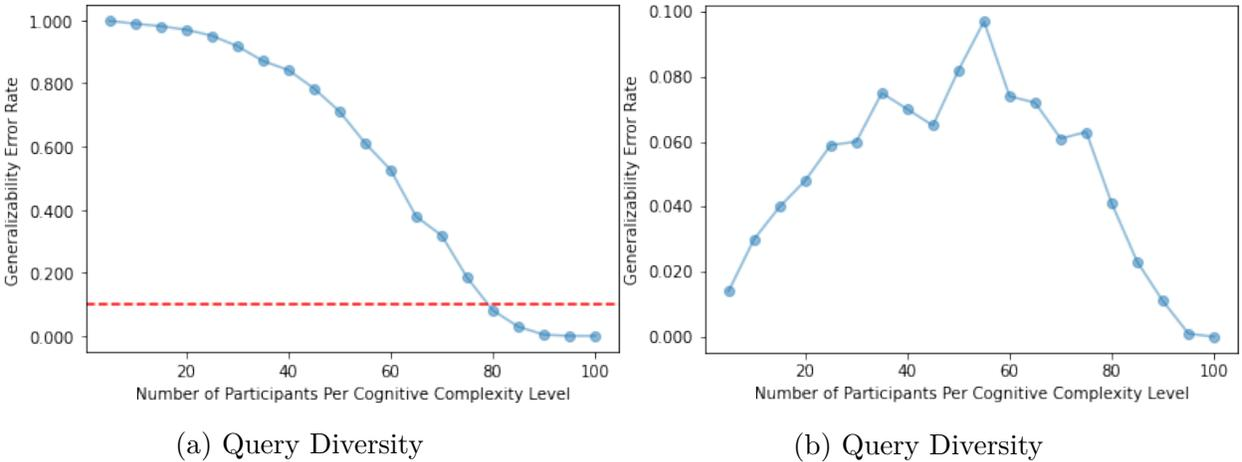 1.000
0.800
0.600
0.400
0.200
0.000
Generalizability Error Rate
20 40 60 80 100
Number of Participants Per Cognitive Complexity Level
(a) Query Diversity
0.100
0.080
0.060
0.040
0.020
0.000
Generalizability Error Rate
20 40 60 80 100
Number of Participants Per Cognitive Complexity Level
(b) Query Diversity